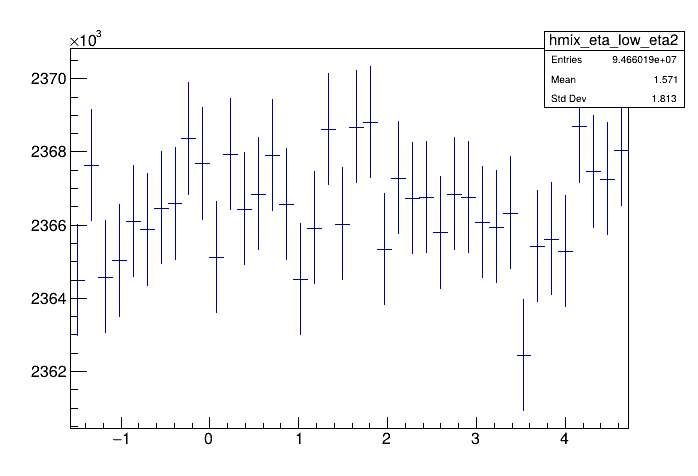 ×10³
hmix_eta_low_eta2
Entries 9.466019e+07
Mean 1.571
Std Dev 1.813
2370
2368
2366
2364
2362
−1 0 1 2 3 4